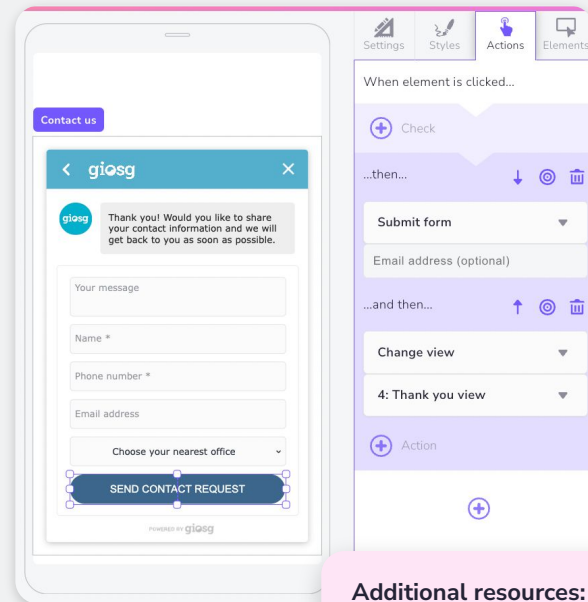 Settings
Styles
Actions
Elements
When element is clicked...
Check
...then...
Submit form
Email address (optional)
...and then...
Change view
4: Thank you view
Action
Contact us
giosg
giosg
Thank you! Would you like to share
your contact information and we will
get back to you as soon as possible.
Your message
Name *
Phone number *
Email address
Choose your nearest office
SEND CONTACT REQUEST
POWERED BY giosg
Additional resources: